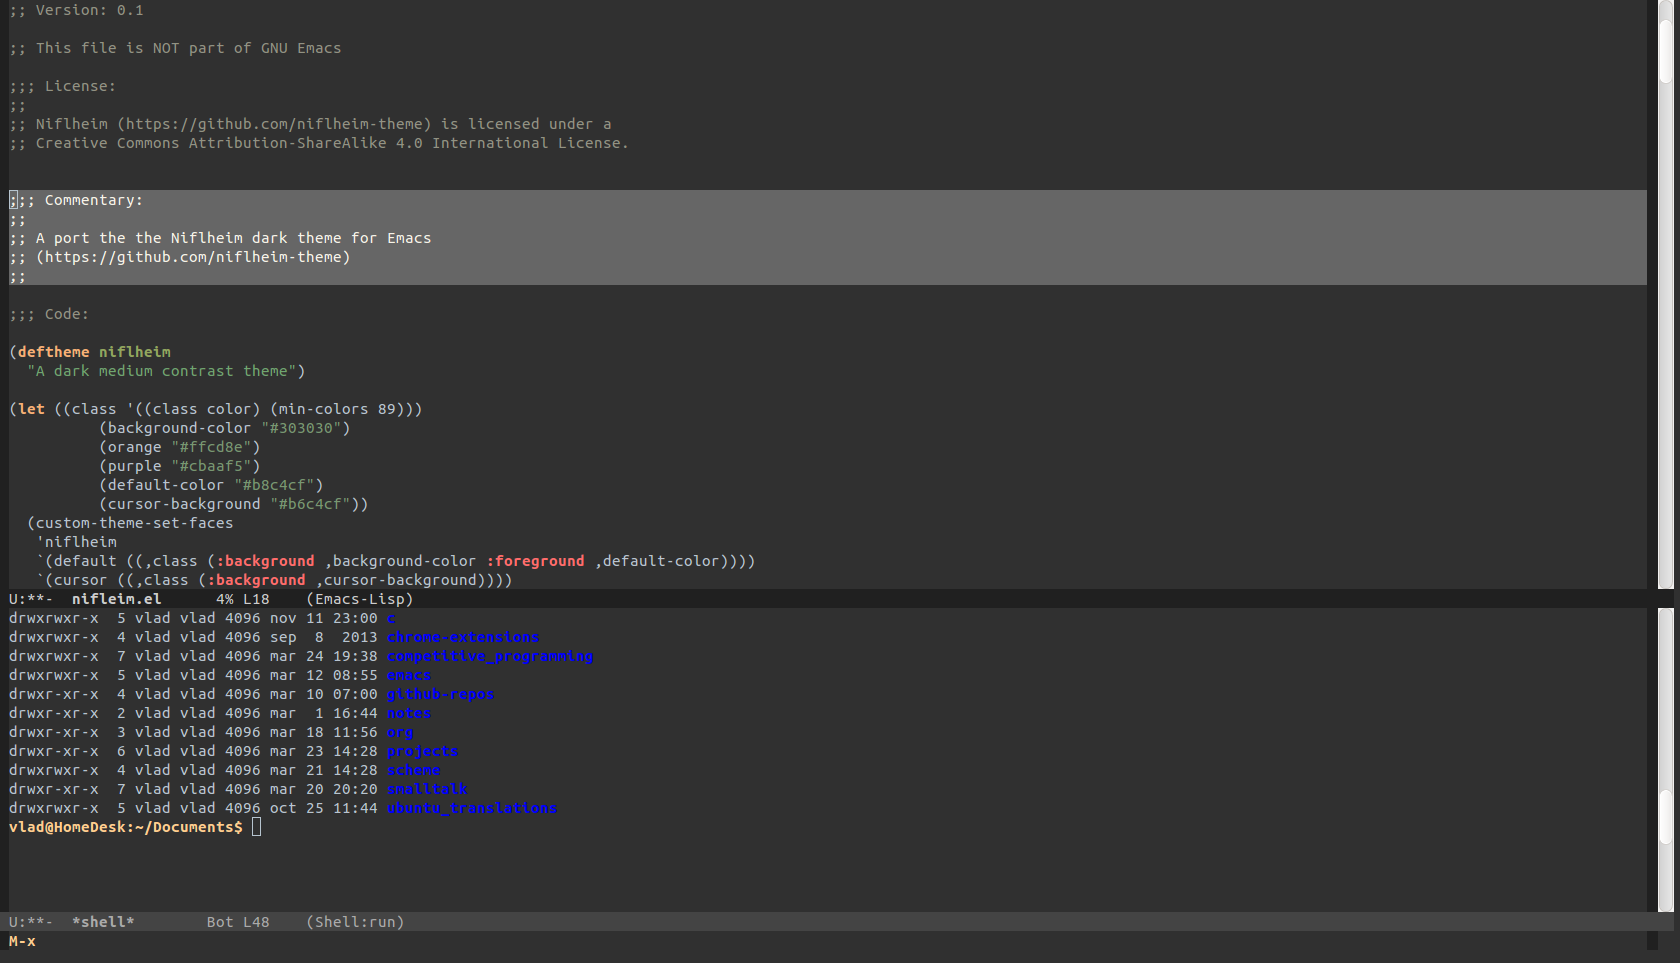 ;; Version: 0.1
;; This file is NOT part of GNU Emacs
;;; License:
;;
;; Niflheim (https://github.com/niflheim-theme) is licensed under a
;; Creative Commons Attribution-ShareAlike 4.0 International License.
;;; Commentary:
;;
;; A port the the Niflheim dark theme for Emacs
;; (https://github.com/niflheim-theme)
;;
;;; Code:
(deftheme niflheim
  "A dark medium contrast theme")
(let ((class '((class color) (min-colors 89)))
          (background-color "#303030")
          (orange "#ffcd8e")
          (purple "#cbaaf5")
          (default-color "#b8c4cf")
          (cursor-background "#b6c4cf"))
  (custom-theme-set-faces
   'niflheim
   `(default ((,class (:background ,background-color :foreground ,default-color))))
   `(cursor ((,class (:background ,cursor-background))))
U:**-  nifleim.el      4% L18    (Emacs-Lisp)
drwxrwxr-x  5 vlad vlad 4096 nov 11 23:00 c
drwxrwxr-x  4 vlad vlad 4096 sep  8  2013 chrome-extensions
drwxrwxr-x  7 vlad vlad 4096 mar 24 19:38 competitive_programming
drwxrwxr-x  5 vlad vlad 4096 mar 12 08:55 emacs
drwxr-xr-x  4 vlad vlad 4096 mar 10 07:00 github-repos
drwxr-xr-x  2 vlad vlad 4096 mar  1 16:44 notes
drwxr-xr-x  3 vlad vlad 4096 mar 18 11:56 org
drwxr-xr-x  6 vlad vlad 4096 mar 23 14:28 projects
drwxrwxr-x  4 vlad vlad 4096 mar 21 14:28 scheme
drwxrwxr-x  7 vlad vlad 4096 mar 20 20:20 smalltalk
drwxrwxr-x  5 vlad vlad 4096 oct 25 11:44 ubuntu_translations
vlad@HomeDesk:~/Documents$
U:**-  *shell*        Bot L48    (Shell:run)
M-x